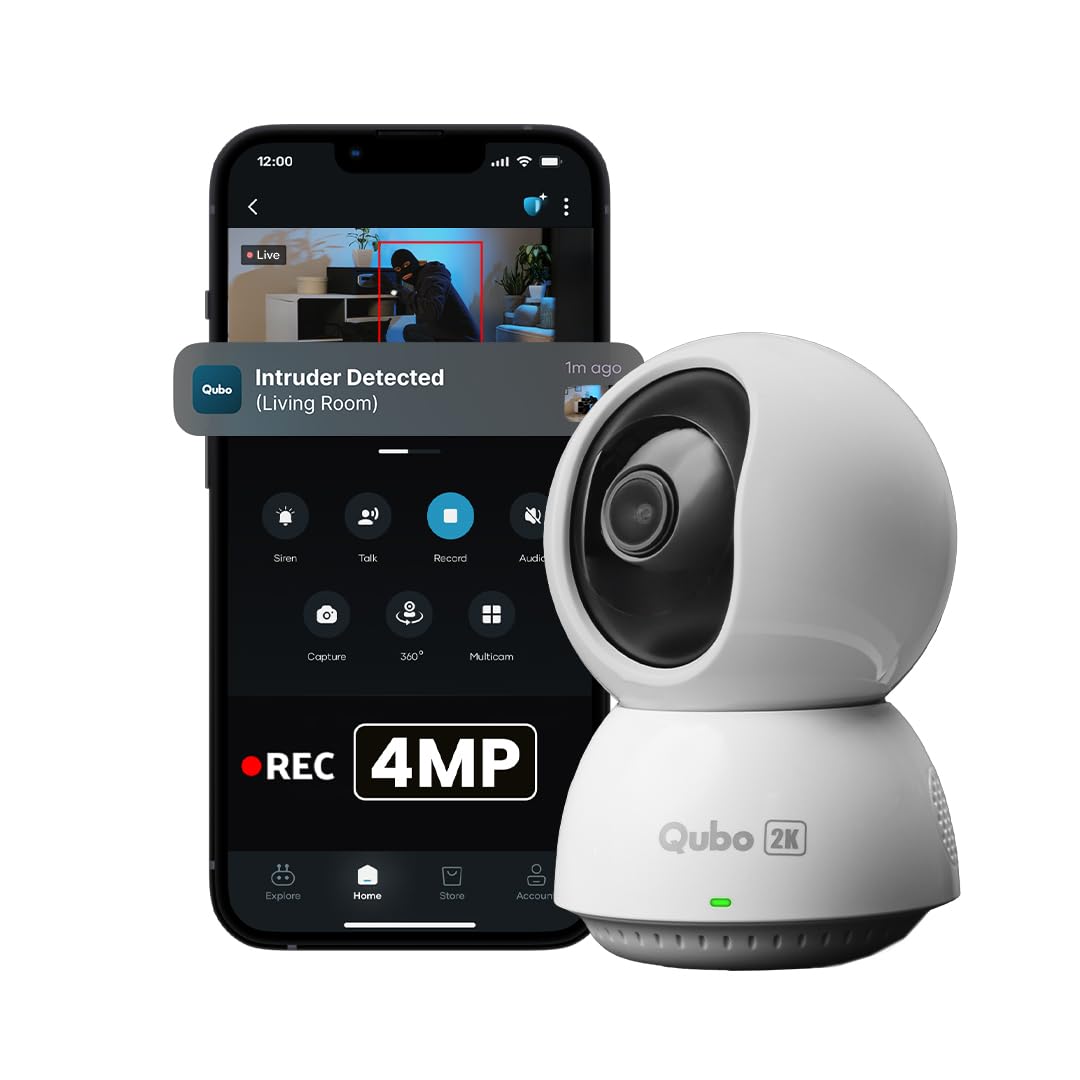 12:00
Live
Qubo
Intruder Detected
(Living Room)
1m ago
Siren
Talk
Record
Audio
Capture
360°
Multicam
REC
4MP
Qubo 2K
Explore
Home
Store
Accoun